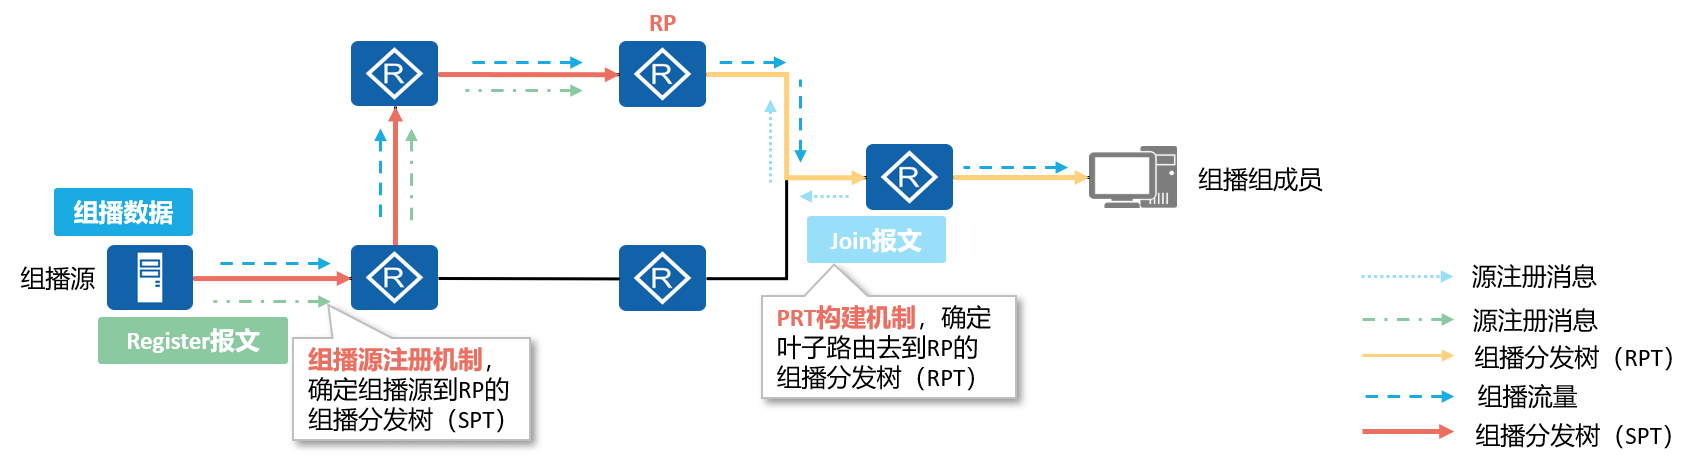 RP
R
R
R
组播组成员
组播数据
组播源
R
R
Join报文
Register报文
组播源注册机制，
确定组播源到RP的
组播分发树（SPT）
PRT构建机制，确定
叶子路由去到RP的
组播分发树（RPT）
源注册消息
源注册消息
组播分发树（RPT）
组播流量
组播分发树（SPT）